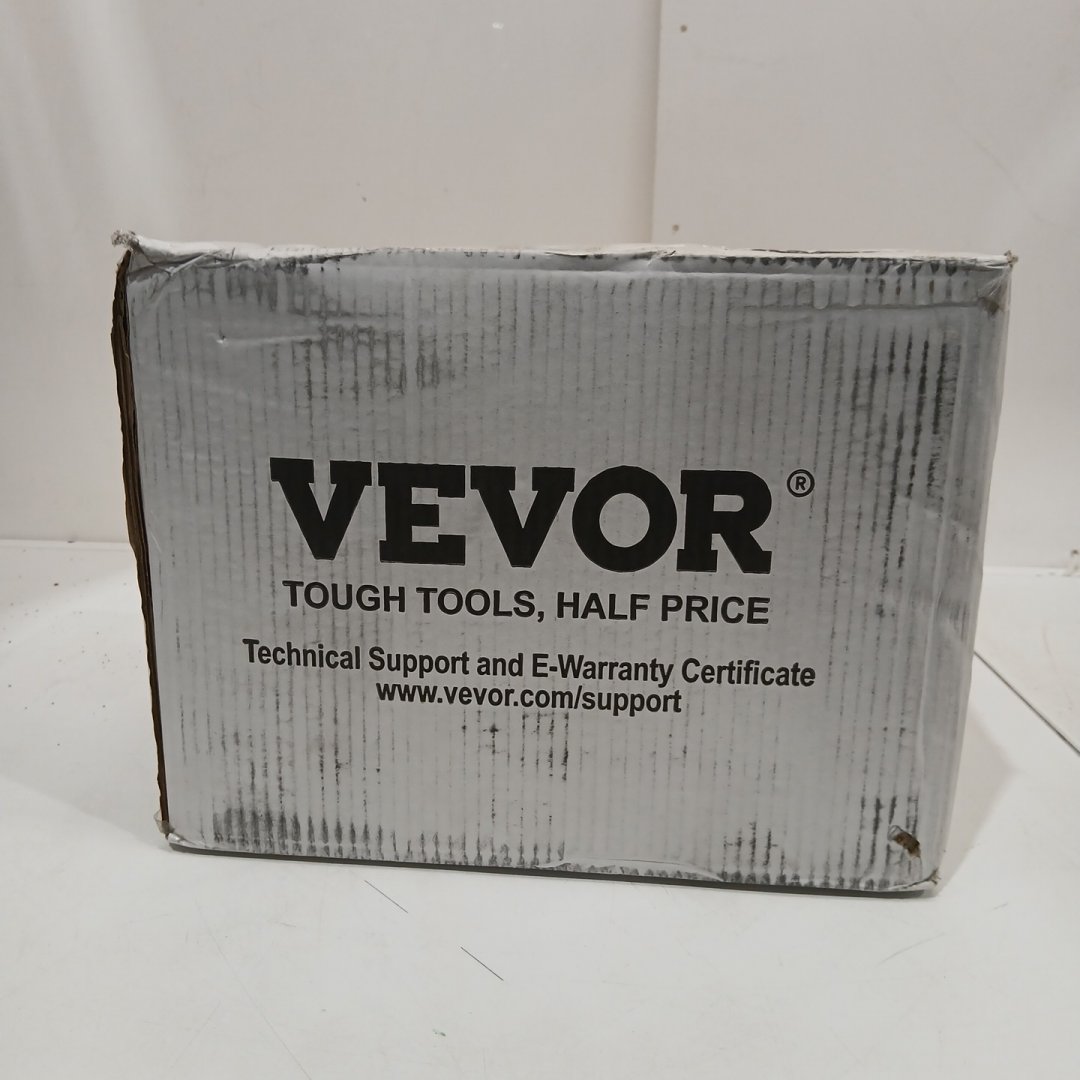 VEVOR®
TOUGH TOOLS, HALF PRICE
Technical Support and E-Warranty Certificate
www.vevor.com/support